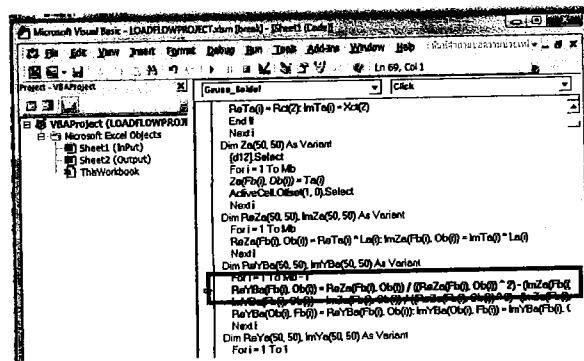 Microsoft Visual Basic - LOADFLOWPROJECT.xlsm [break] - [Sheet1 (Code)]
File Edit View Insert Format Debug Run Tools Add-Ins Window Help
Ln 69, Col 1
Project - VBAProject
Gauss_Seidel Click
VBAProject (LOADFLOWPROJ
Microsoft Excel Objects
Sheet1 (InPut)
Sheet2 (Output)
ThisWorkbook
ReTa(i) = Rct(2): ImTa(i) = Xct(2)
End If
Next i
Dim Za(50, 50) As Variant
[d12].Select
For i = 1 To Mb
Za(Fb(i), Ob(i)) = Ta(i)
ActiveCell.Offset(1, 0).Select
Next i
Dim ReZa(50, 50), ImZa(50, 50) As Variant
For i = 1 To Mb
ReZa(Fb(i), Ob(i)) = ReTa(i) * La(i): ImZa(Fb(i), Ob(i)) = ImTa(i) * La(i)
Next i
Dim ReYBa(50, 50), ImYBa(50, 50) As Variant
For i = 1 To Mb - 1
ReYBa(Fb(i), Ob(i)) = ReZa(Fb(i), Ob(i)) / ((ReZa(Fb(i), Ob(i)) ^ 2) - (ImZa(Fb(i,
ReYBa(Ob(i), Fb(i)) = ReYBa(Fb(i), Ob(i)): ImYBa(Ob(i), Fb(i)) = ImYBa(Fb(i), C
Next i
Dim ReYa(50, 50), ImYa(50, 50) As Variant
For i = 1 To 1